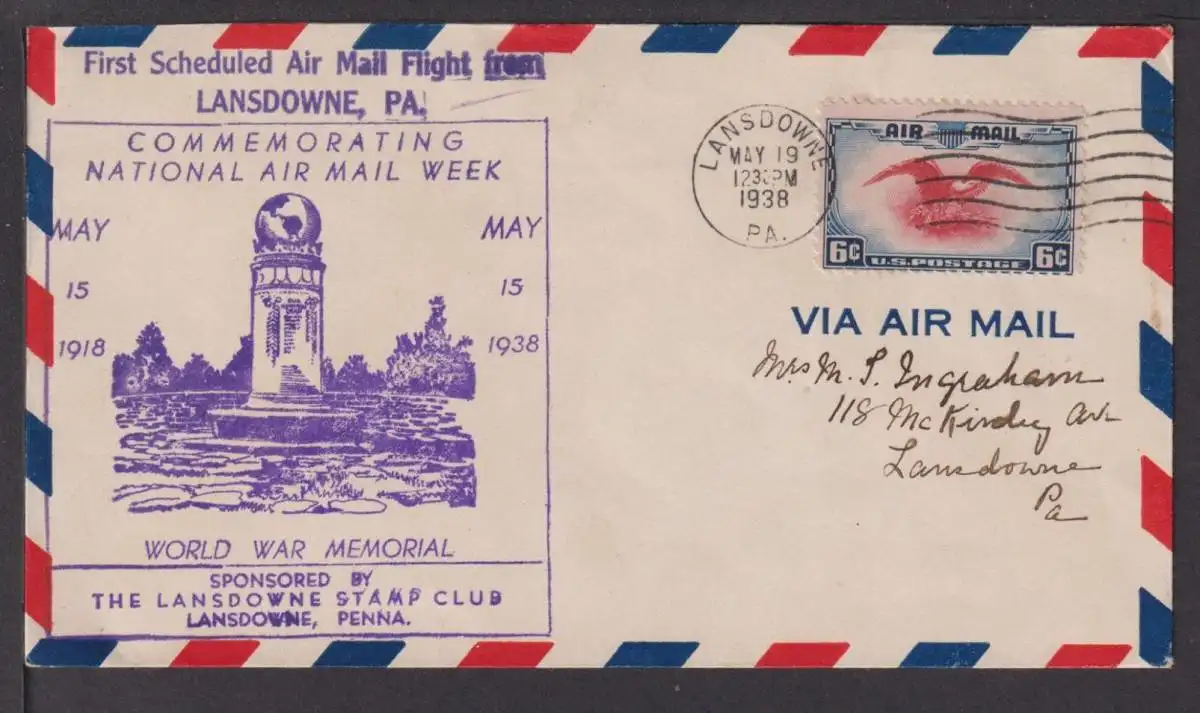 First Scheduled Air Mail Flight from
LANSDOWNE, PA.
COMMEMORATING
NATIONAL AIR MAIL WEEK
MAY
15
1918
MAY
15
1938
WORLD WAR MEMORIAL
SPONSORED BY
THE LANSDOWNE STAMP CLUB
LANSDOWNE, PENNA.
LANSDOWNE
MAY 19
1938
PA.
AIR MAIL
6¢ U.S. POSTAGE 6¢
VIA AIR MAIL
Mrs M. S. Ingraham
118 McKinley Ave
Lansdowne
Pa